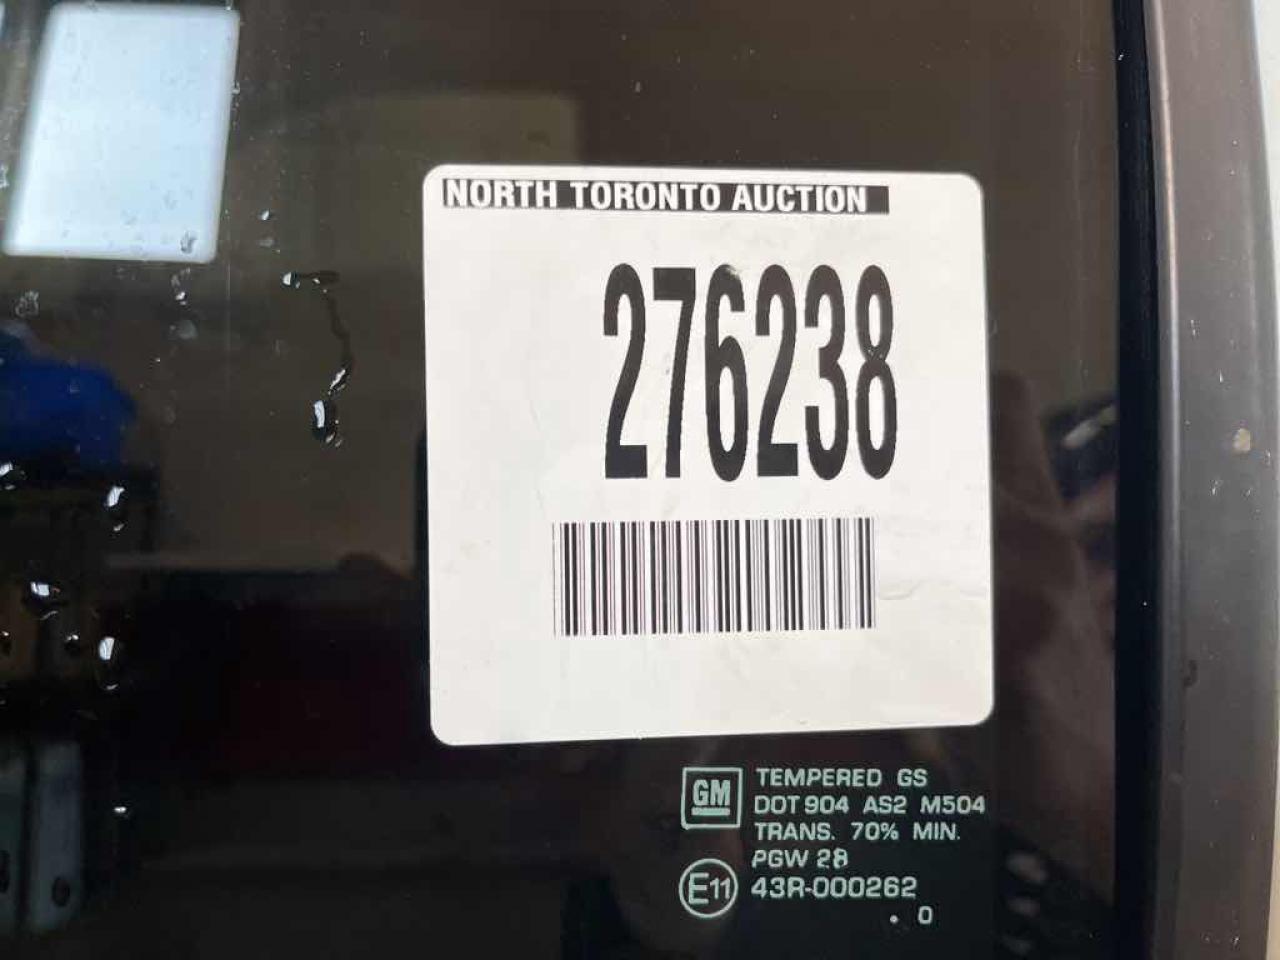 NORTH TORONTO AUCTION
276238
GM
TEMPERED GS
DOT 904 AS2 M504
TRANS. 70% MIN.
PGW 28
E11 43R-000262
. 0